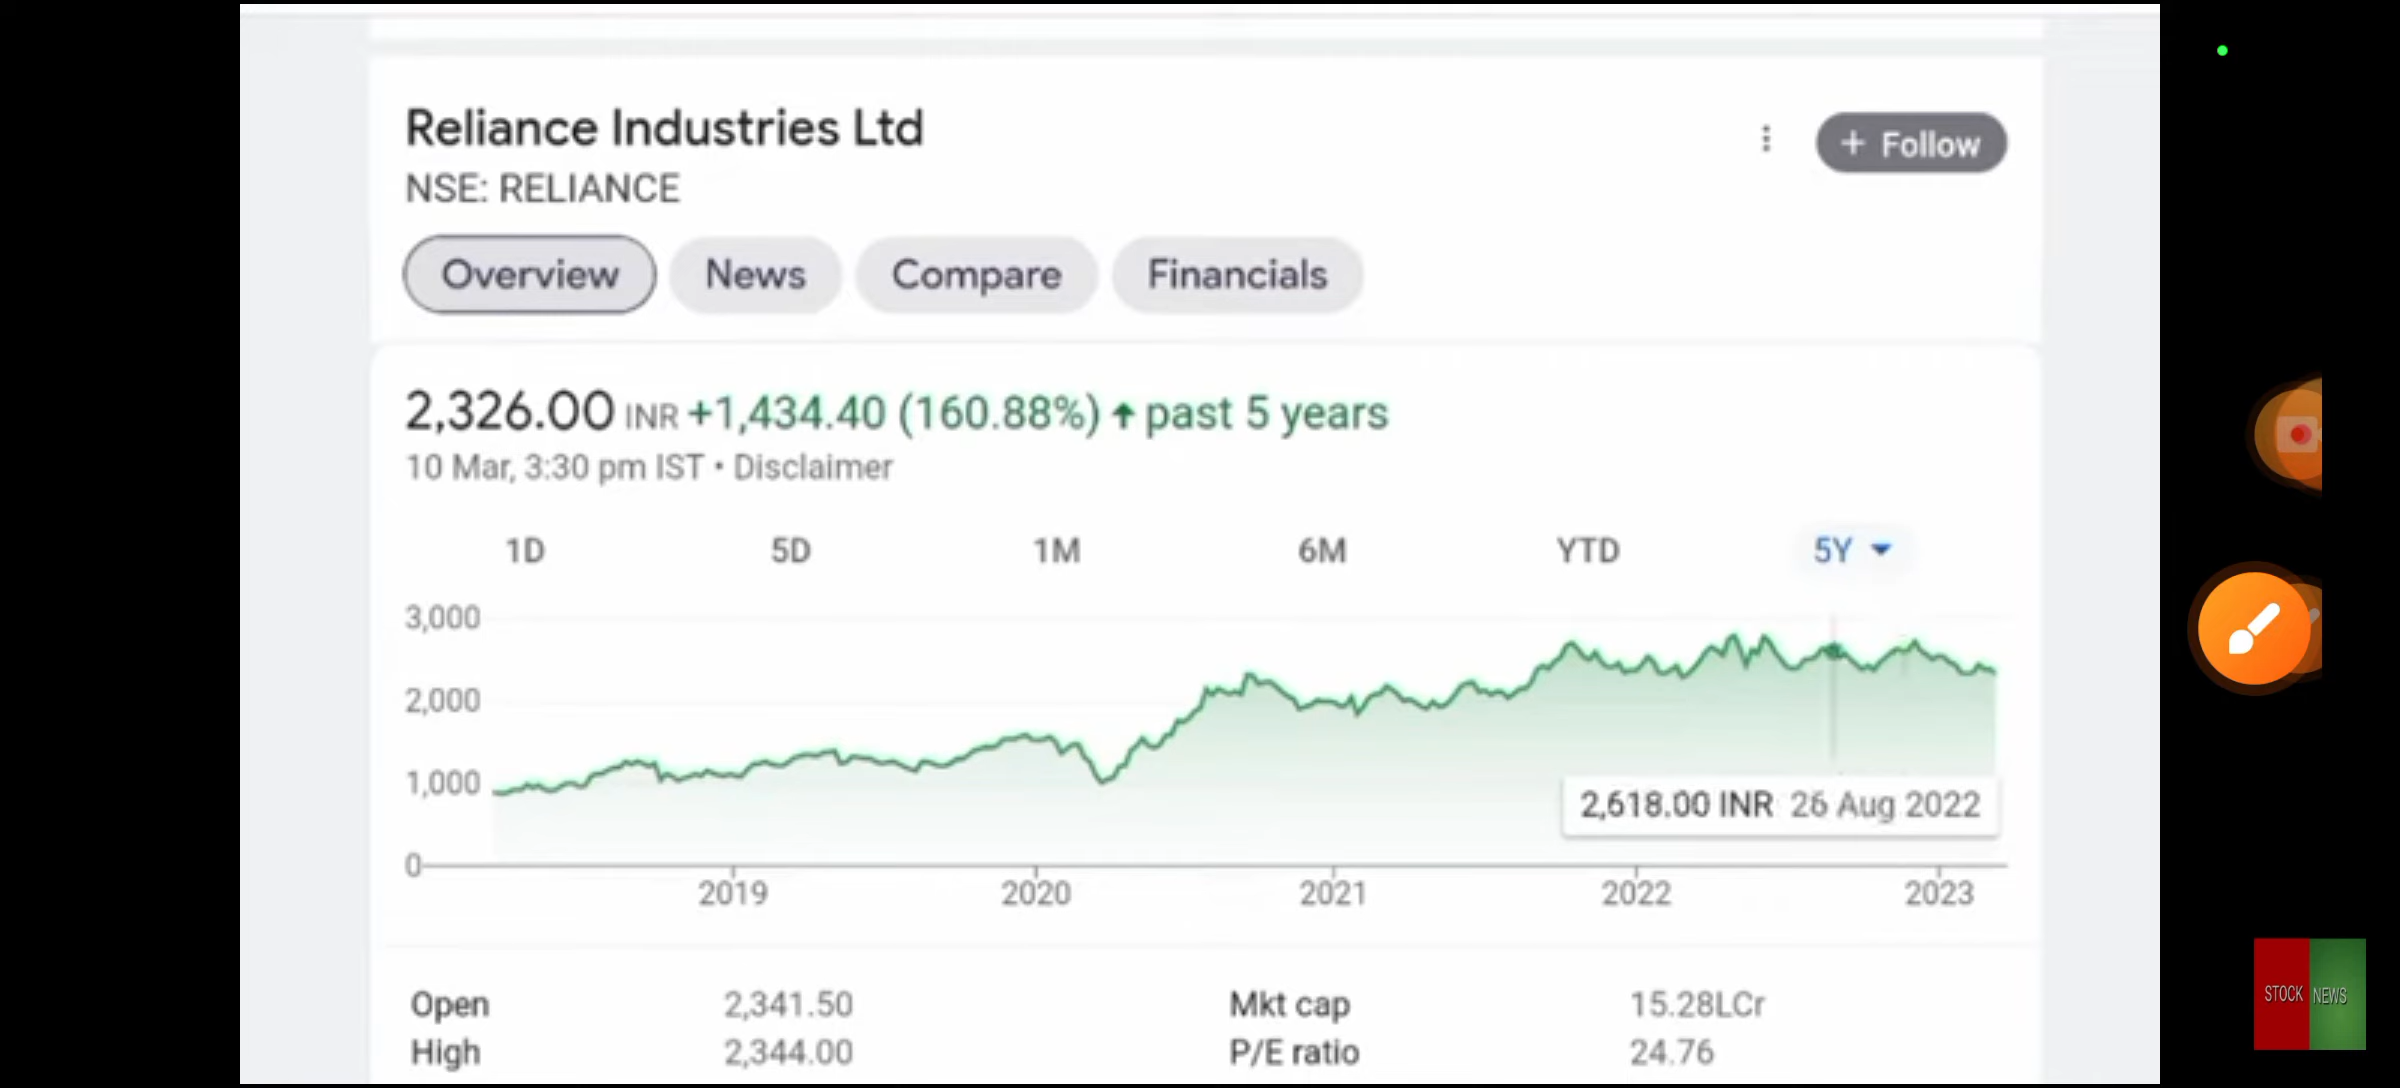 Reliance Industries Ltd
NSE: RELIANCE
+ Follow
Overview News Compare Financials
2,326.00 INR +1,434.40 (160.88%) ↑ past 5 years
10 Mar, 3:30 pm IST • Disclaimer
1D 5D 1M 6M YTD 5Y
3,000
2,000
1,000
0
2,618.00 INR 26 Aug 2022
2019 2020 2021 2022 2023
Open 2,341.50 Mkt cap 15.28LCr
High 2,344.00 P/E ratio 24.76
STOCK NEWS